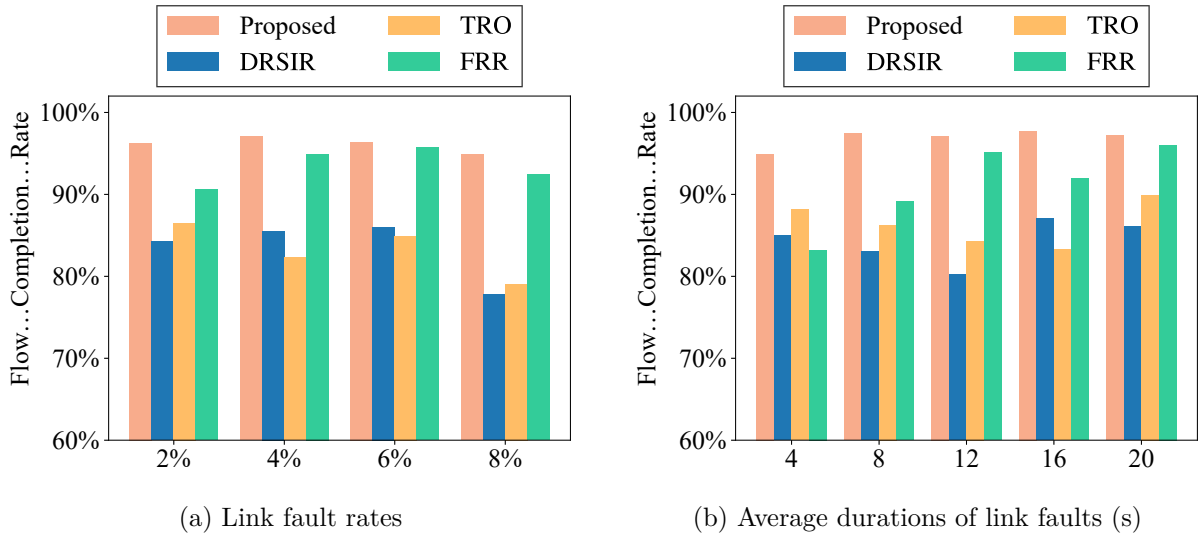 Proposed TRO
DRSIR FRR
Flow...Completion...Rate
100%
90%
80%
70%
60%
2% 4% 6% 8%
(a) Link fault rates
Proposed TRO
DRSIR FRR
Flow...Completion...Rate
100%
90%
80%
70%
60%
4 8 12 16 20
(b) Average durations of link faults (s)